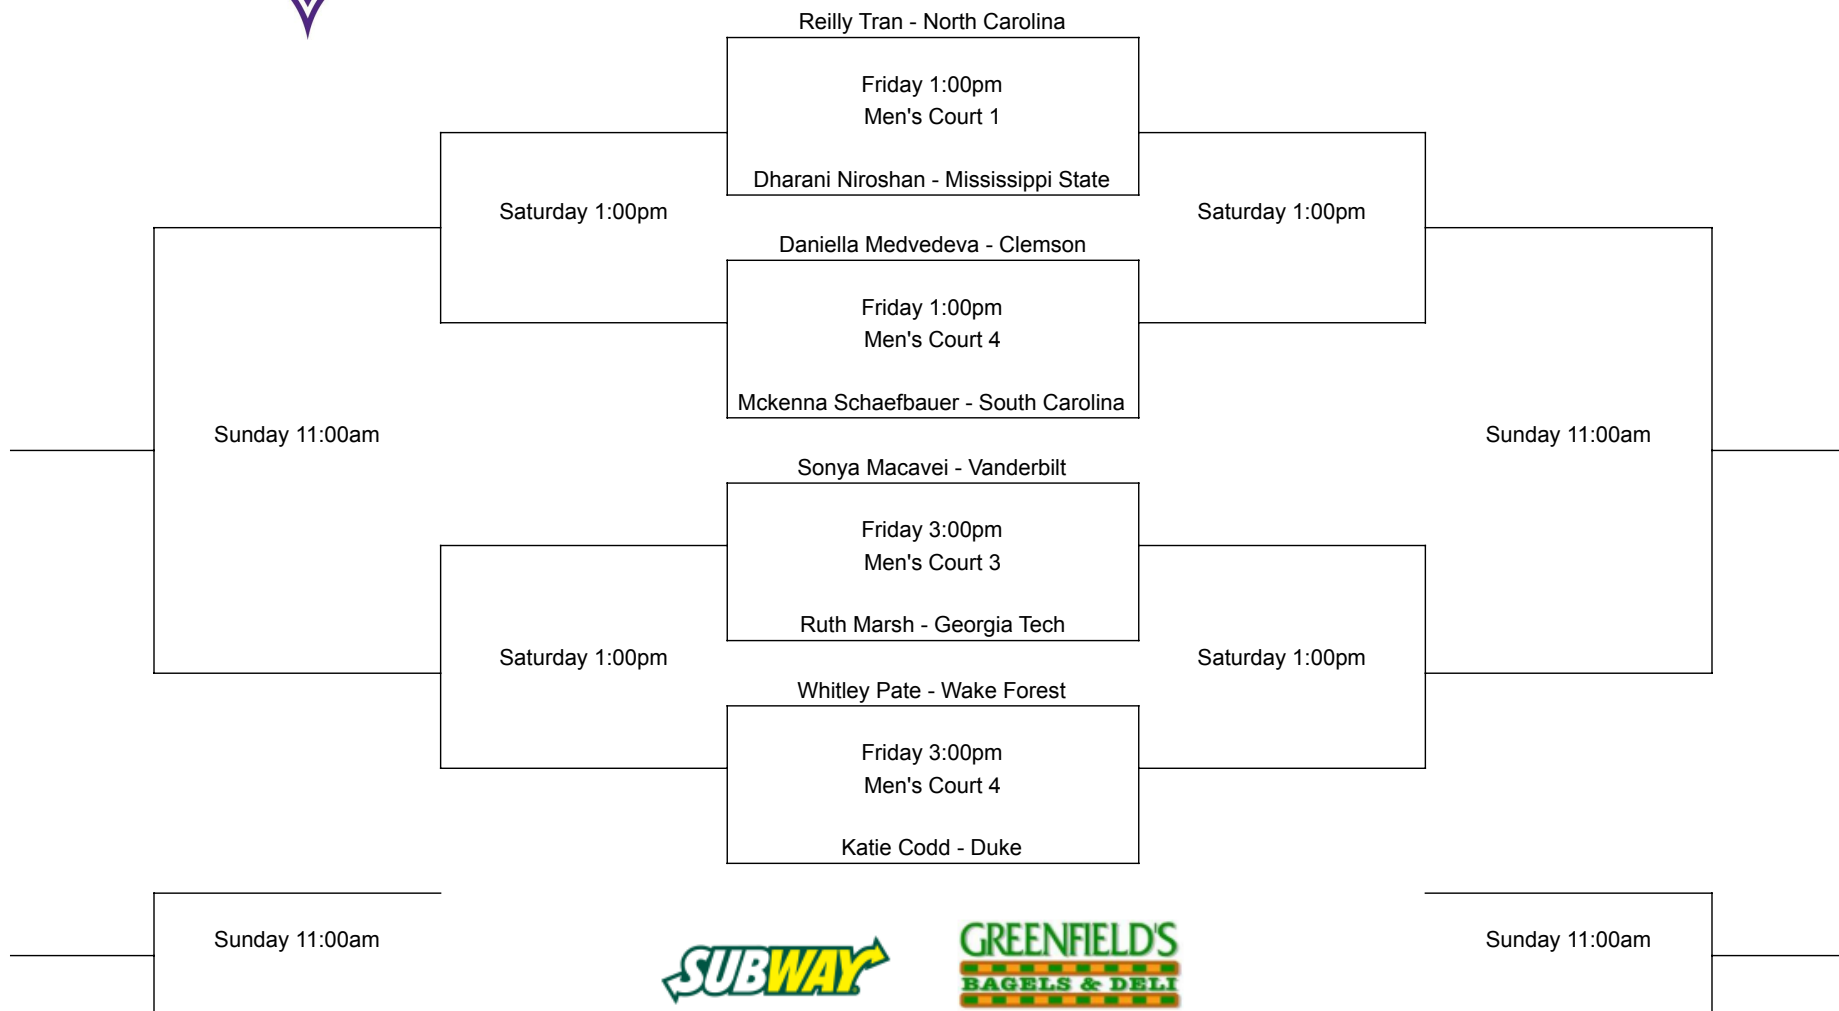 Reilly Tran - North Carolina
Friday 1:00pm
Men's Court 1
Dharani Niroshan - Mississippi State
Saturday 1:00pm
Saturday 1:00pm
Daniella Medvedeva - Clemson
Friday 1:00pm
Men's Court 4
Mckenna Schaefbauer - South Carolina
Sunday 11:00am
Sunday 11:00am
Sonya Macavei - Vanderbilt
Friday 3:00pm
Men's Court 3
Ruth Marsh - Georgia Tech
Saturday 1:00pm
Saturday 1:00pm
Whitley Pate - Wake Forest
Friday 3:00pm
Men's Court 4
Katie Codd - Duke
Sunday 11:00am
Sunday 11:00am
SUBWAY
GREENFIELD'S
BAGELS & DELI